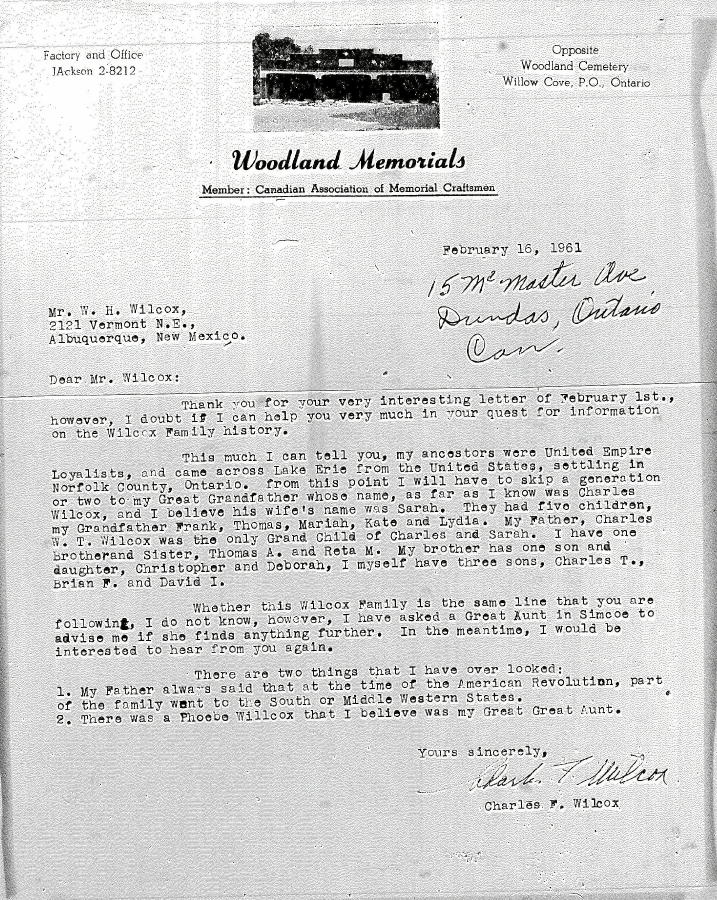 Factory and Office
JAckson 2-8212
Opposite
Woodland Cemetery
Willow Cove, P.O., Ontario
Woodland Memorials
Member: Canadian Association of Memorial Craftsmen
February 16, 1961
15 McMaster Ave
Dundas, Ontario
Can.
Mr. W. H. Wilcox,
2121 Vermont N.E.,
Albuquerque, New Mexico.
Dear Mr. Wilcox:
Thank you for your very interesting letter of February 1st.,
however, I doubt if I can help you very much in your quest for information
on the Wilcox Family history.
This much I can tell you, my ancestors were United Empire
Loyalists, and came across Lake Erie from the United States, settling in
Norfolk County, Ontario. from this point I will have to skip a generation
or two to my Great Grandfather whose name, as far as I know was Charles
Wilcox, and I believe his wife's name was Sarah. They had five children,
my Grandfather Frank, Thomas, Mariah, Kate and Lydia. My Father, Charles
W. T. Wilcox was the only Grand Child of Charles and Sarah. I have one
brotherand Sister, Thomas A. and Reta M. My brother has one son and
daughter, Christopher and Deborah, I myself have three sons, Charles T.,
Brian F. and David I.
Whether this Wilcox Family is the same line that you are
following, I do not know, however, I have asked a Great Aunt in Simcoe to
advise me if she finds anything further. In the meantime, I would be
interested to hear from you again.
There are two things that I have over looked:
1. My Father always said that at the time of the American Revolution, part
of the family went to the South or Middle Western States.
2. There was a Phoebe Willcox that I believe was my Great Great Aunt.
Yours sincerely,
Charles F. Wilcox
Charles F. Wilcox